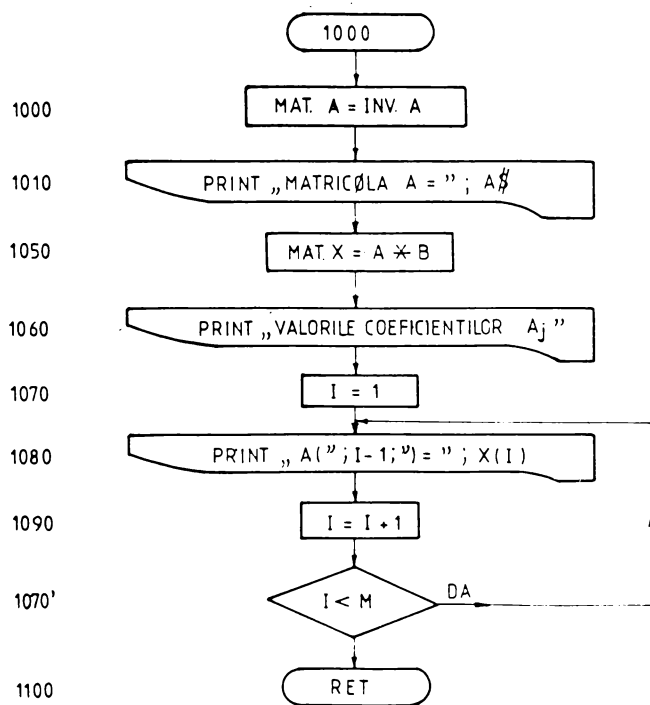 1000
1000 MAT. A = INV. A
1010 PRINT „MATRICØLA A = ” ; A$
1050 MAT. X = A * B
1060 PRINT „VALORILE COEFICIENTILOR Aj ”
1070 I = 1
1080 PRINT „ A(” ; I-1; ”) = ” ; X(I)
1090 I = I + 1
1070' I < M DA
1100 RET